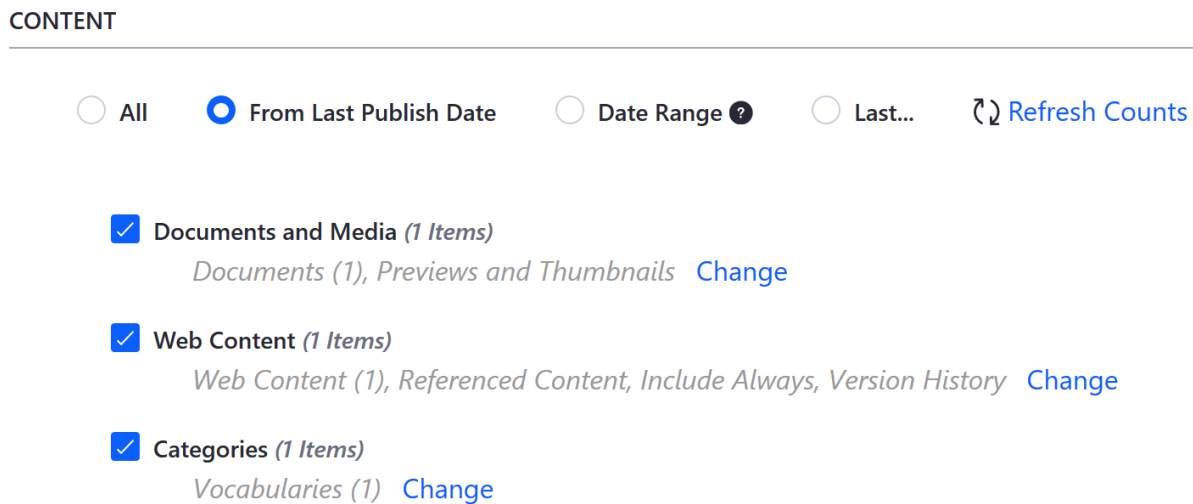 CONTENT
All From Last Publish Date Date Range ? Last... Refresh Counts
Documents and Media (1 Items)
Documents (1), Previews and Thumbnails Change
Web Content (1 Items)
Web Content (1), Referenced Content, Include Always, Version History Change
Categories (1 Items)
Vocabularies (1) Change